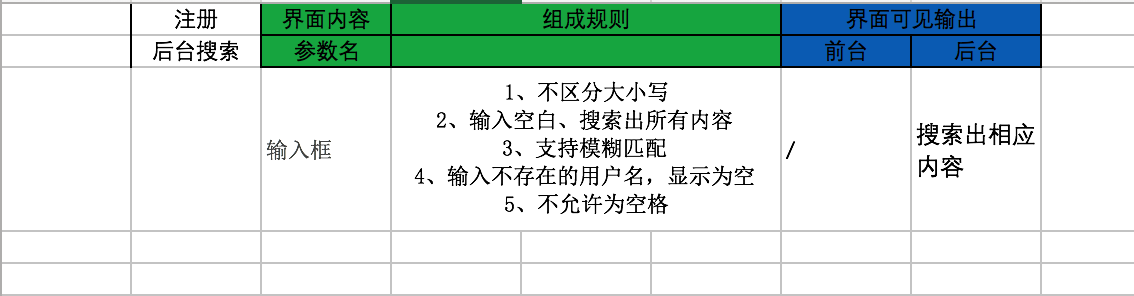 注册
界面内容
组成规则
界面可见输出
后台搜索
参数名
前台
后台
输入框
1、不区分大小写
2、输入空白、搜索出所有内容
3、支持模糊匹配
4、输入不存在的用户名，显示为空
5、不允许为空格
/
搜索出相应
内容